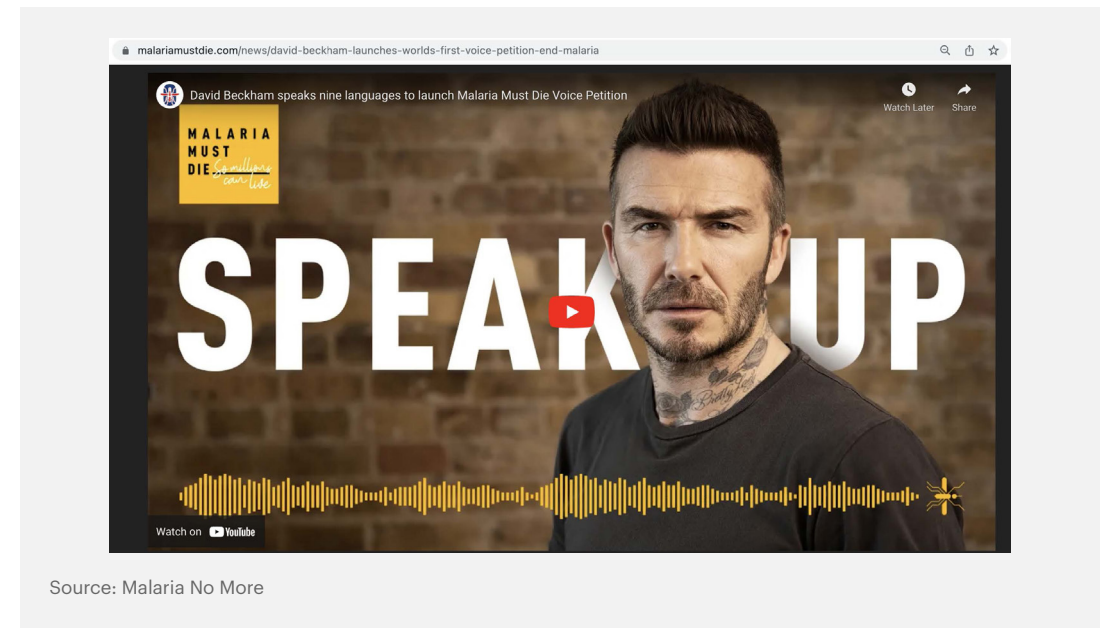 malariamustdie.com/news/david-beckham-launches-worlds-first-voice-petition-end-malaria
David Beckham speaks nine languages to launch Malaria Must Die Voice Petition
Watch Later
Share
MALARIA
MUST
DIE So millions
can live
SPEAK UP
Watch on YouTube
Source: Malaria No More